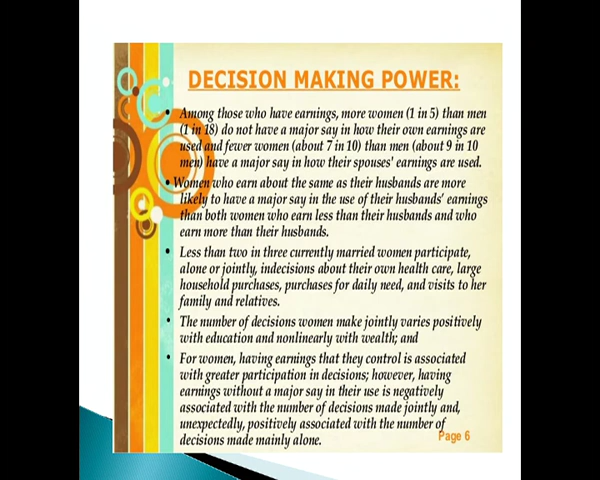 DECISION MAKING POWER:
• Among those who have earnings, more women (1 in 5) than men
(1 in 18) do not have a major say in how their own earnings are
used and fewer women (about 7 in 10) than men (about 9 in 10
men) have a major say in how their spouses' earnings are used.
• Women who earn about the same as their husbands are more
likely to have a major say in the use of their husbands' earnings
than both women who earn less than their husbands and who
earn more than their husbands.
• Less than two in three currently married women participate,
alone or jointly, indecisions about their own health care, large
household purchases, purchases for daily need, and visits to her
family and relatives.
• The number of decisions women make jointly varies positively
with education and nonlinearly with wealth; and
• For women, having earnings that they control is associated
with greater participation in decisions; however, having
earnings without a major say in their use is negatively
associated with the number of decisions made jointly and,
unexpectedly, positively associated with the number of
decisions made mainly alone.
Page 6